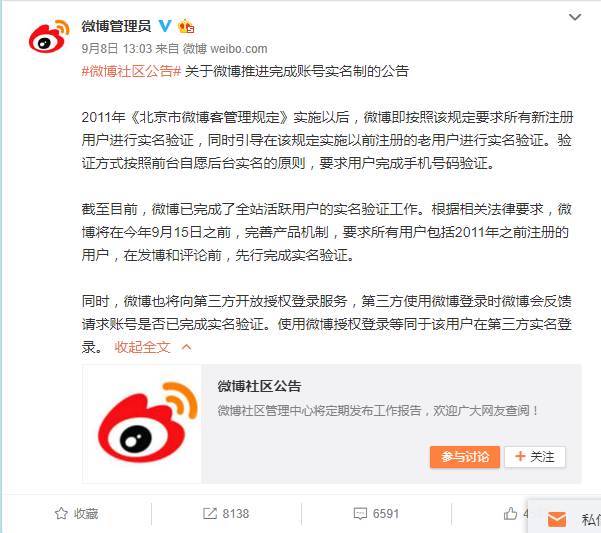 微博管理员
9月8日 13:03 来自 微博 weibo.com
#微博社区公告# 关于微博推进完成账号实名制的公告
2011年《北京市微博客管理规定》实施以后，微博即按照该规定要求所有新注册
用户进行实名验证，同时引导在该规定实施以前注册的老用户进行实名验证。验
证方式按照前台自愿后台实名的原则，要求用户完成手机号码验证。
截至目前，微博已完成了全站活跃用户的实名验证工作。根据相关法律要求，微
博将在今年9月15日之前，完善产品机制，要求所有用户包括2011年之前注册的
用户，在发博和评论前，先行完成实名验证。
同时，微博也将向第三方开放授权登录服务，第三方使用微博登录时微博会反馈
请求账号是否已完成实名验证。使用微博授权登录等同于该用户在第三方实名登
录。 收起全文
微博社区公告
微博社区管理中心将定期发布工作报告，欢迎广大网友查阅！
参与讨论 + 关注
收藏 8138 6591
私信